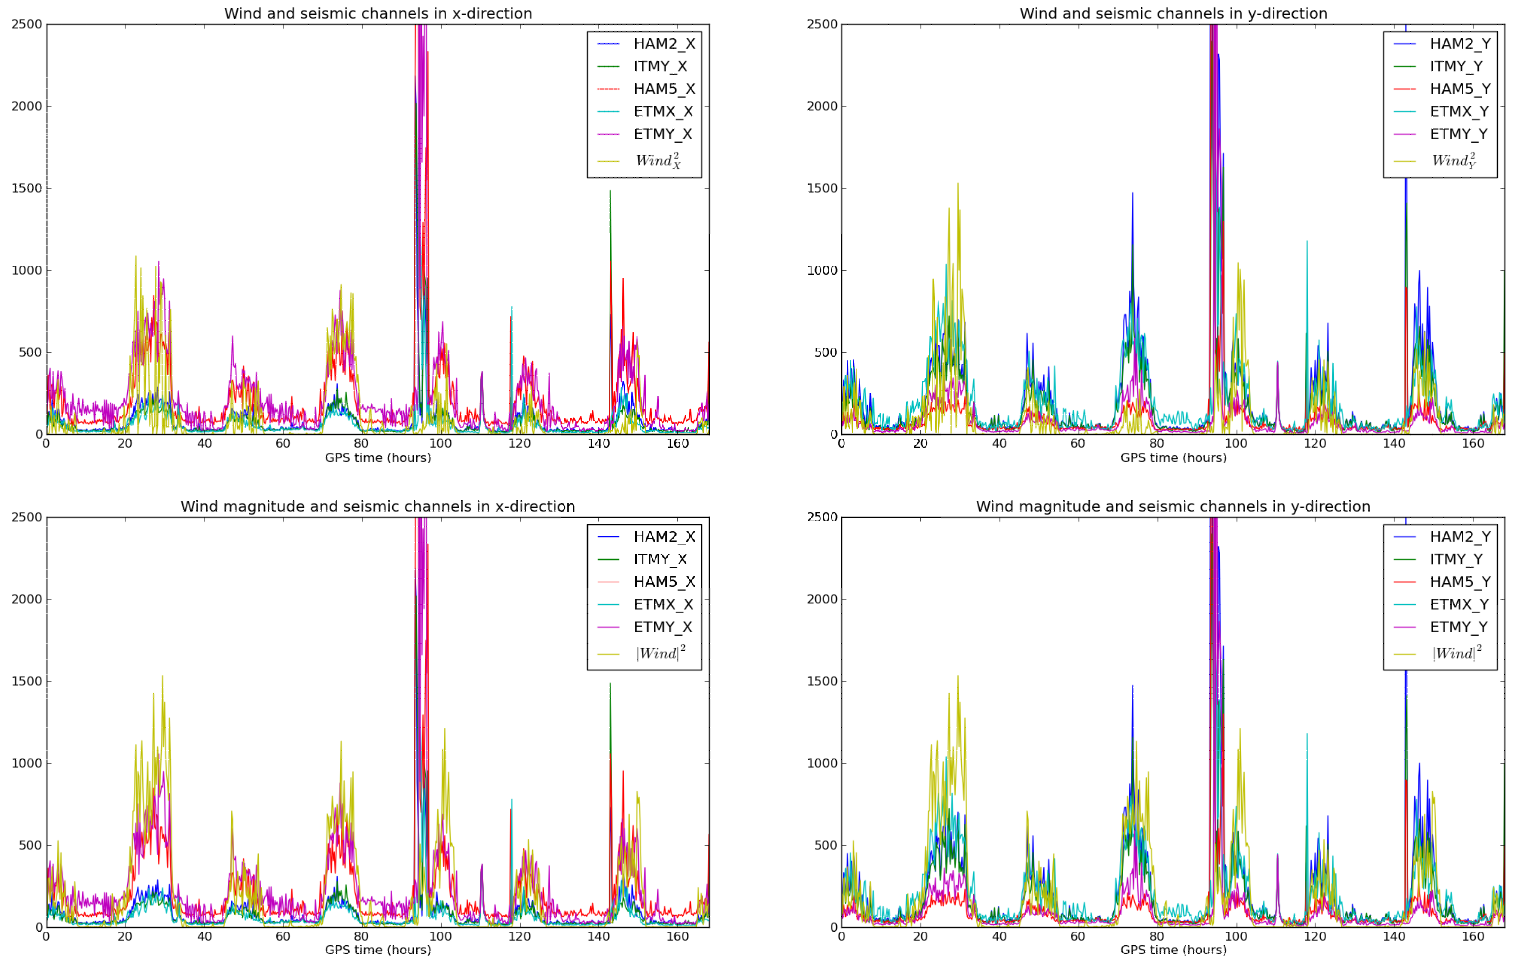 Wind and seismic channels in x-direction
2500
2000
1500
1000
500
0
HAM2_X
ITMY_X
HAM5_X
ETMX_X
ETMY_X
Wind_X^2
0 20 40 60 80 100 120 140 160
GPS time (hours)
Wind and seismic channels in y-direction
2500
2000
1500
1000
500
0
HAM2_Y
ITMY_Y
HAM5_Y
ETMX_Y
ETMY_Y
Wind_Y^2
0 20 40 60 80 100 120 140 160
GPS time (hours)
Wind magnitude and seismic channels in x-direction
2500
2000
1500
1000
500
0
HAM2_X
ITMY_X
HAM5_X
ETMX_X
ETMY_X
|Wind|^2
0 20 40 60 80 100 120 140 160
GPS time (hours)
Wind magnitude and seismic channels in y-direction
2500
2000
1500
1000
500
0
HAM2_Y
ITMY_Y
HAM5_Y
ETMX_Y
ETMY_Y
|Wind|^2
0 20 40 60 80 100 120 140 160
GPS time (hours)